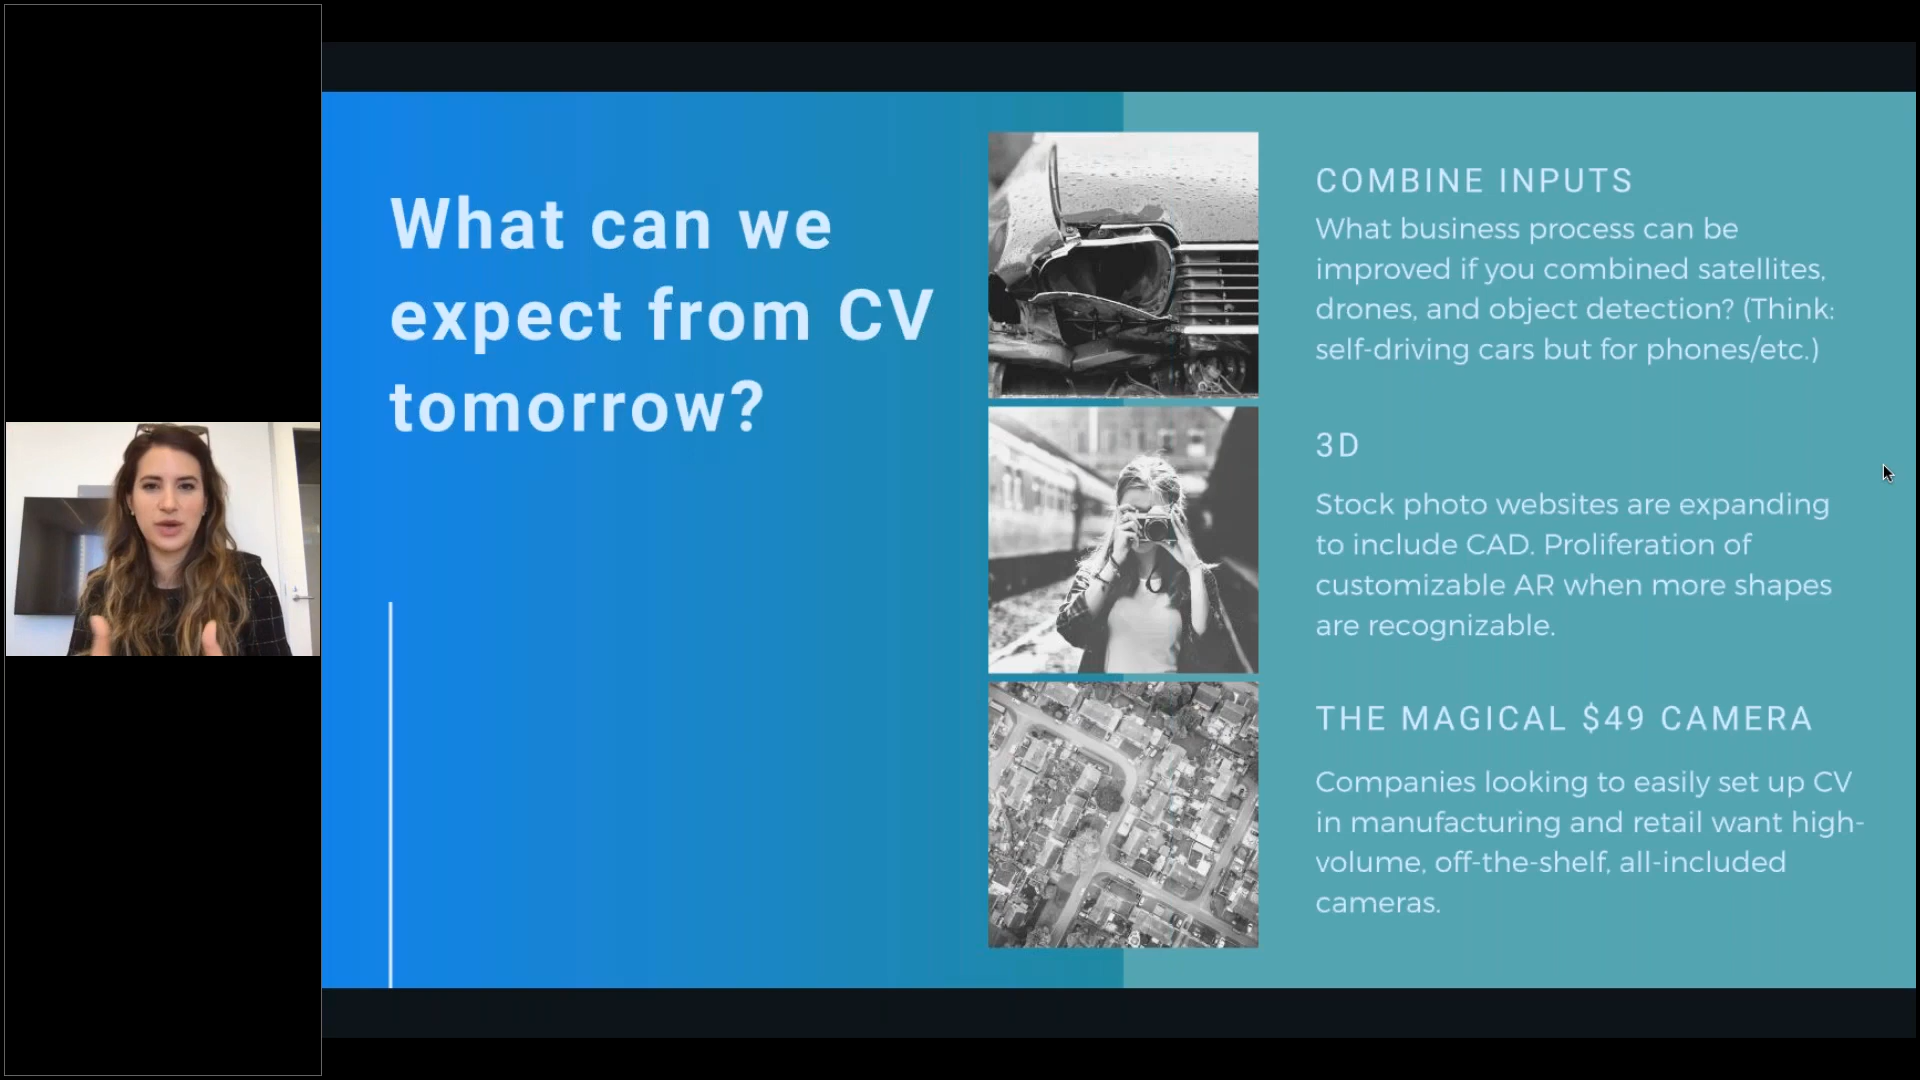 What can we
expect from CV
tomorrow?
COMBINE INPUTS
What business process can be
improved if you combined satellites,
drones, and object detection? (Think:
self-driving cars but for phones/etc.)
3D
Stock photo websites are expanding
to include CAD. Proliferation of
customizable AR when more shapes
are recognizable.
THE MAGICAL $49 CAMERA
Companies looking to easily set up CV
in manufacturing and retail want high-
volume, off-the-shelf, all-included
cameras.